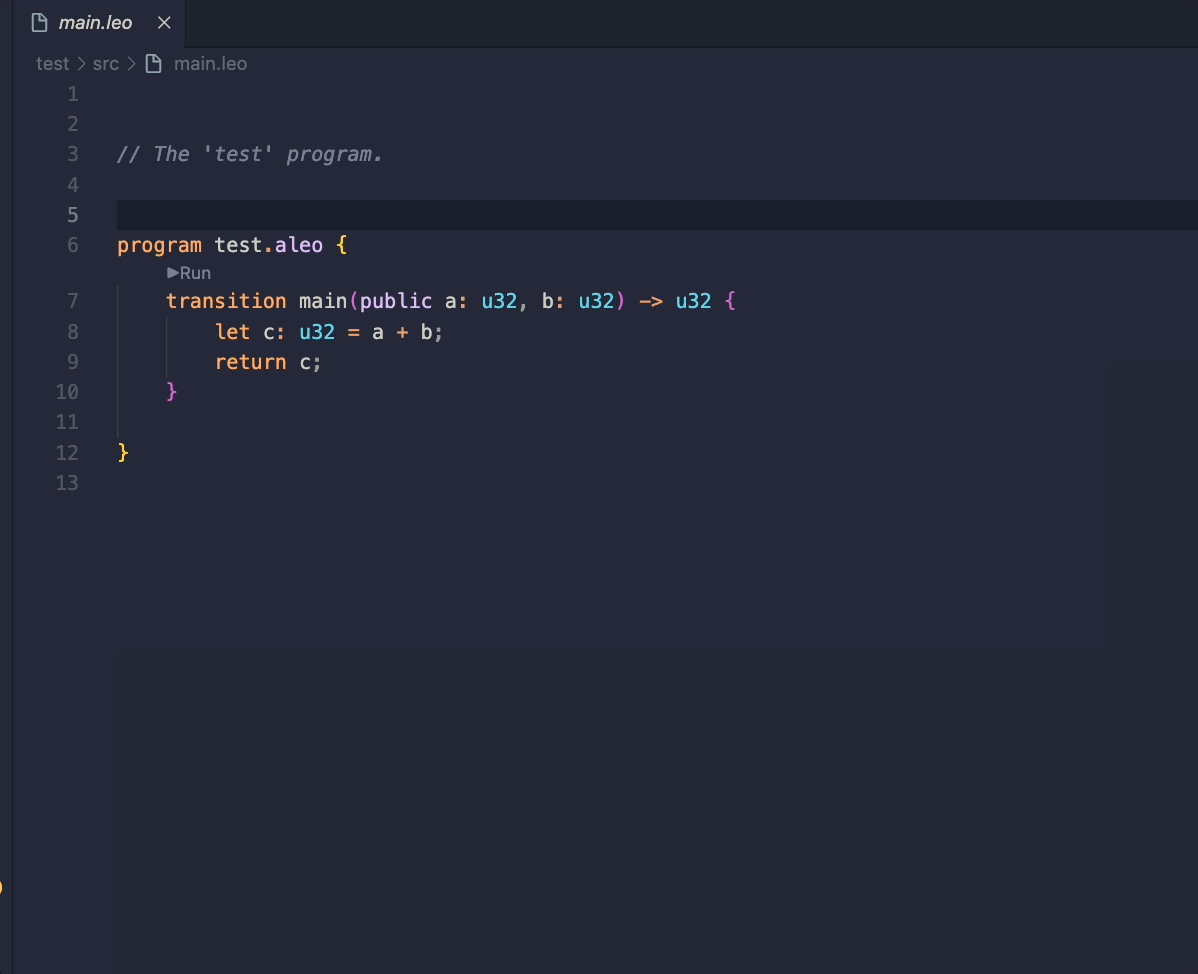 main.leo ×
test > src > main.leo
1
2
3 // The 'test' program.
4
5
6 program test.aleo {
▶Run
7 transition main(public a: u32, b: u32) -> u32 {
8 let c: u32 = a + b;
9 return c;
10 }
11
12 }
13